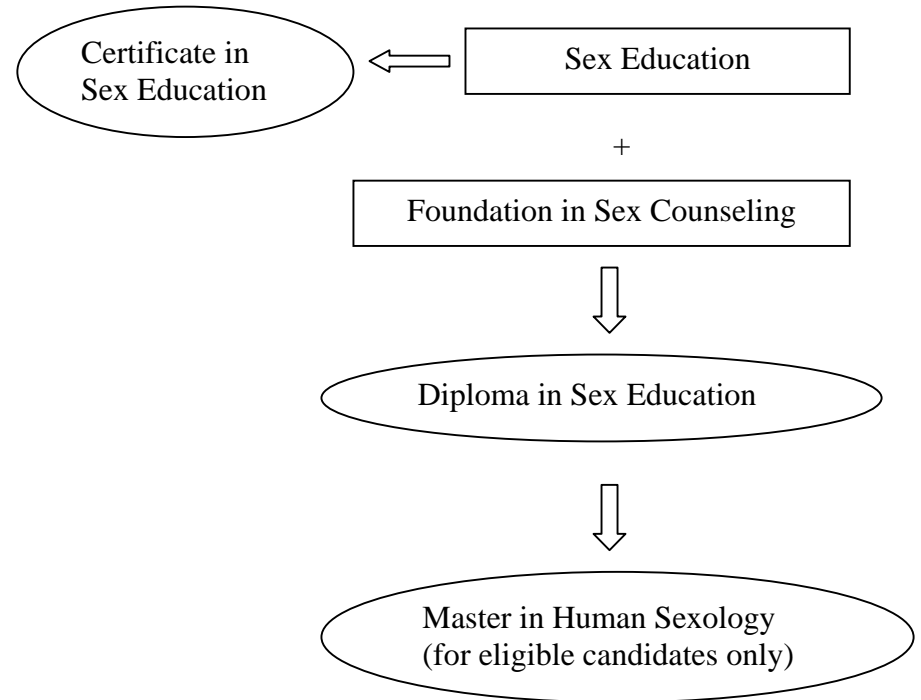 Certificate in
Sex Education
Sex Education
+
Foundation in Sex Counseling
Diploma in Sex Education
Master in Human Sexology
(for eligible candidates only)